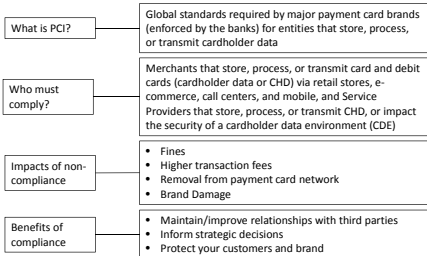 What is PCI?
Global standards required by major payment card brands
(enforced by the banks) for entities that store, process,
or transmit cardholder data
Who must
comply?
Merchants that store, process, or transmit card and debit
cards (cardholder data or CHD) via retail stores, e-
commerce, call centers, and mobile, and Service
Providers that store, process, or transmit CHD, or impact
the security of a cardholder data environment (CDE)
Impacts of non-
compliance
• Fines
• Higher transaction fees
• Removal from payment card network
• Brand Damage
Benefits of
compliance
• Maintain/improve relationships with third parties
• Inform strategic decisions
• Protect your customers and brand